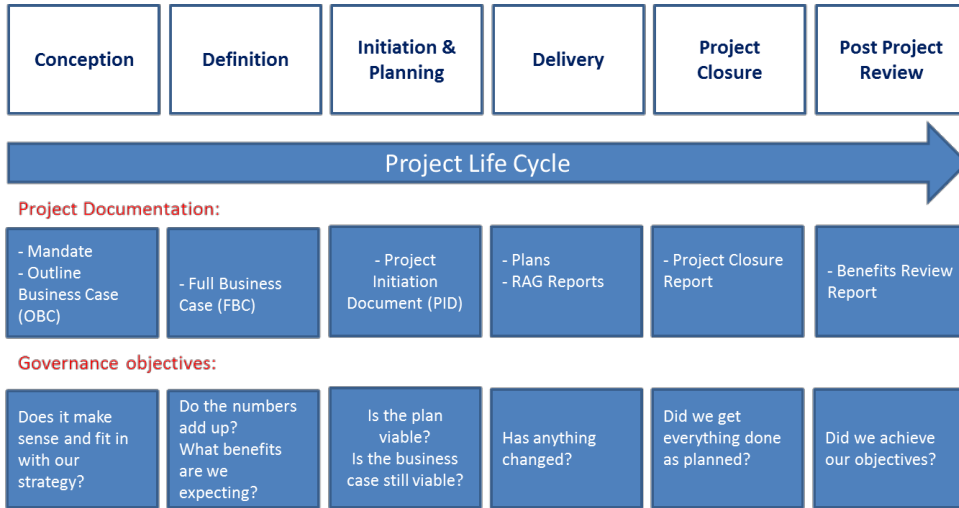 Conception
Definition
Initiation &
Planning
Delivery
Project
Closure
Post Project
Review
Project Life Cycle
Project Documentation:
- Mandate
- Outline
Business Case
(OBC)
- Full Business
Case (FBC)
- Project
Initiation
Document (PID)
- Plans
- RAG Reports
- Project Closure
Report
- Benefits Review
Report
Governance objectives:
Does it make
sense and fit in
with our
strategy?
Do the numbers
add up?
What benefits
are we
expecting?
Is the plan
viable?
Is the business
case still viable?
Has anything
changed?
Did we get
everything done
as planned?
Did we achieve
our objectives?